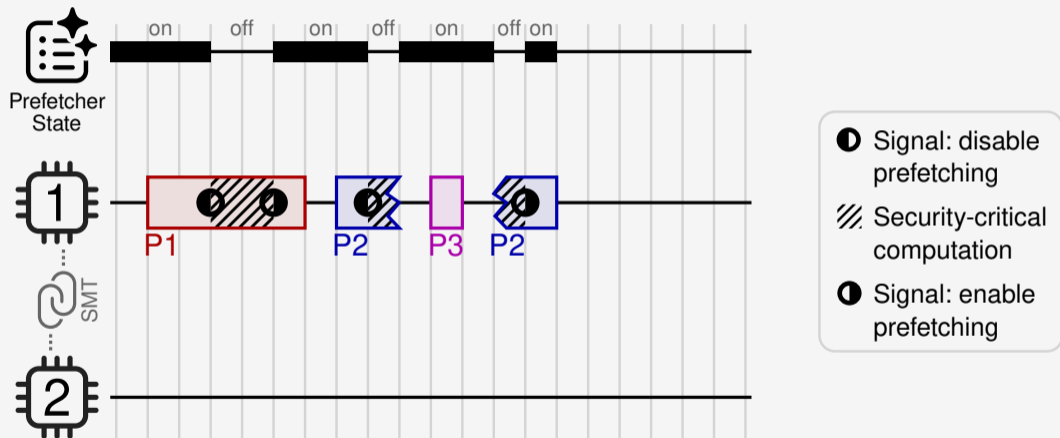 on off on off on off on
Prefetcher
State
1
P1 P2 P3 P2
SMT
2
Signal: disable
prefetching
Security-critical
computation
Signal: enable
prefetching